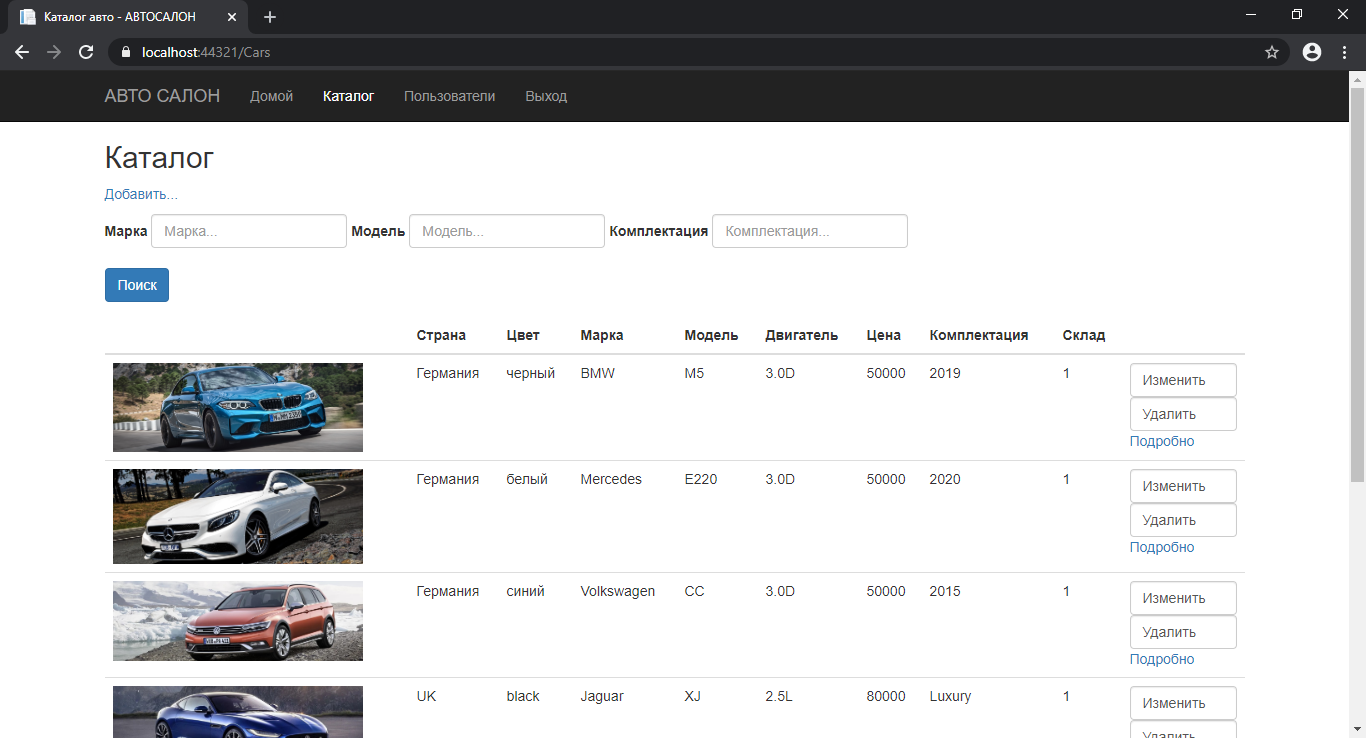 Каталог авто - АВТОСАЛОН
localhost:44321/Cars
АВТО САЛОН Домой Каталог Пользователи Выход
Каталог
Добавить...
Марка Марка... Модель Модель... Комплектация Комплектация...
Поиск
Страна Цвет Марка Модель Двигатель Цена Комплектация Склад
Германия черный BMW M5 3.0D 50000 2019 1 Изменить
Удалить
Подробно
Германия белый Mercedes E220 3.0D 50000 2020 1 Изменить
Удалить
Подробно
Германия синий Volkswagen CC 3.0D 50000 2015 1 Изменить
Удалить
Подробно
UK black Jaguar XJ 2.5L 80000 Luxury 1 Изменить
Удалить